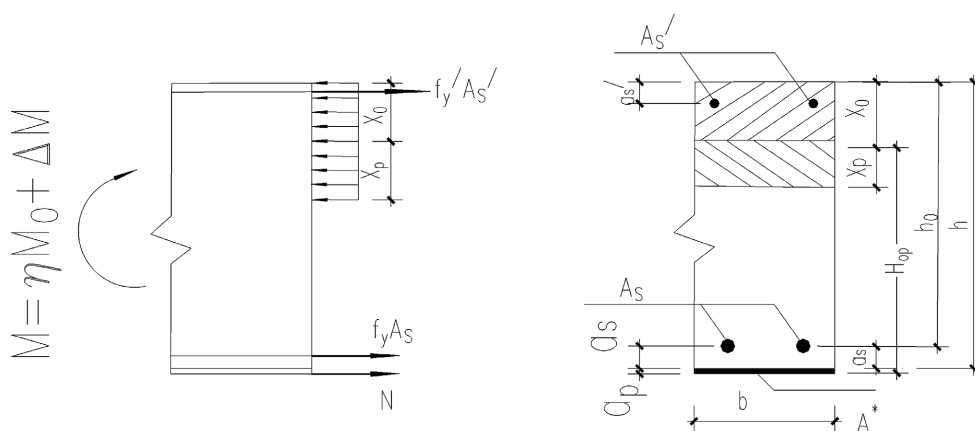 M=ηM0+ΔM
fy'As'
X0
Xp
fyAs
N
As'
as'
X0
Xp
h0
h
Hop
As
as
as
ap
b
A*